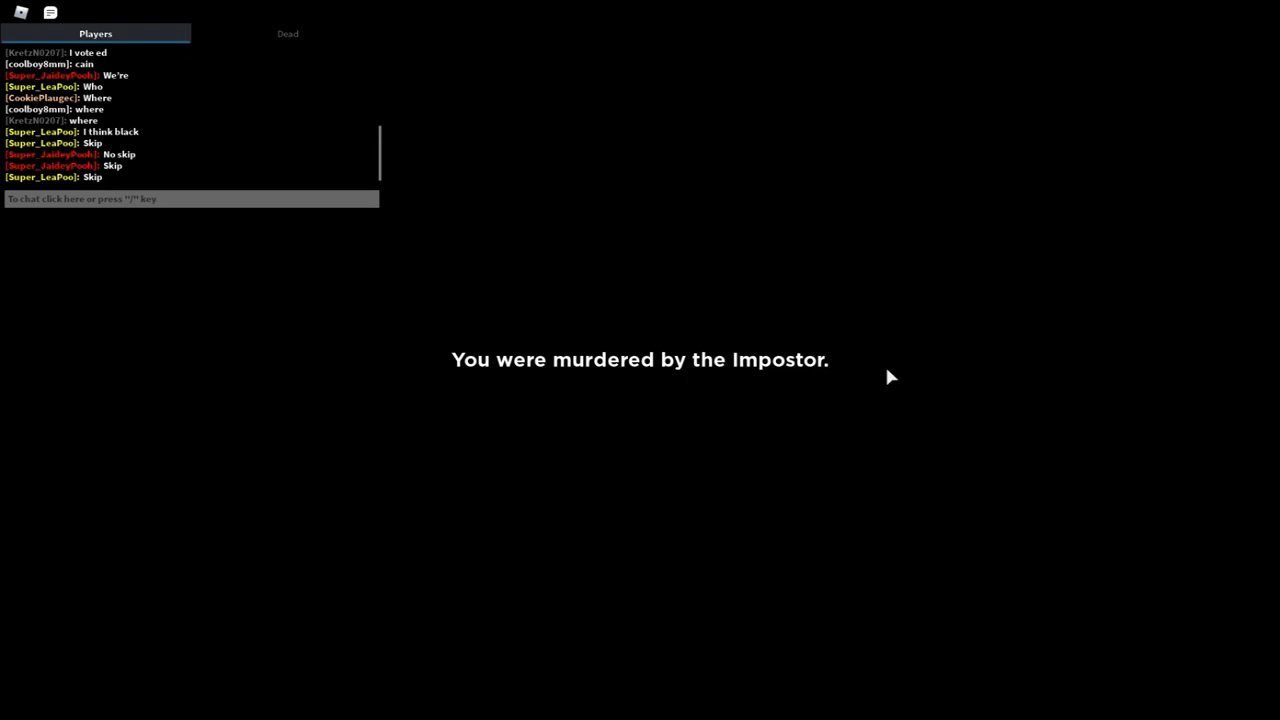 Players
Dead
[KretzN0207]: I vote ed
[coolboy8mm]: cain
[Super_JaideyPooh]: We're
[Super_LeaPoo]: Who
[CookiePlaugec]: Where
[coolboy8mm]: where
[KretzN0207]: where
[Super_LeaPoo]: I think black
[Super_LeaPoo]: Skip
[Super_JaideyPooh]: No skip
[Super_JaideyPooh]: Skip
[Super_LeaPoo]: Skip
To chat click here or press "/" key
You were murdered by the Impostor.